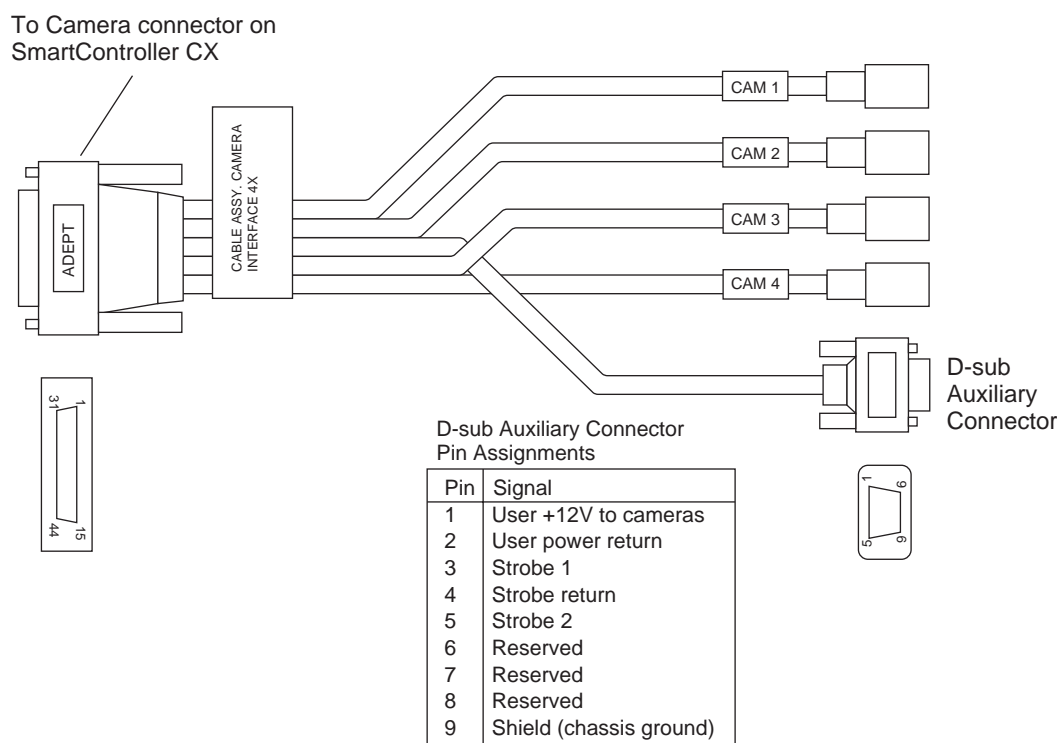 To Camera connector on
SmartController CX
CAM 1
CABLE ASSY. CAMERA
INTERFACE 4X
CAM 2
ADEPT
CAM 3
CAM 4
D-sub
Auxiliary
Connector
31 1
44 15
1 6
5 9
D-sub Auxiliary Connector
Pin Assignments
Pin Signal
1 User +12V to cameras
2 User power return
3 Strobe 1
4 Strobe return
5 Strobe 2
6 Reserved
7 Reserved
8 Reserved
9 Shield (chassis ground)